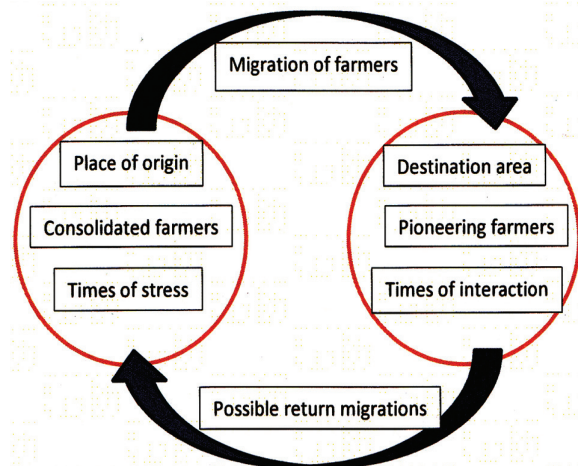 Migration of farmers
Place of origin
Consolidated farmers
Times of stress
Destination area
Pioneering farmers
Times of interaction
Possible return migrations